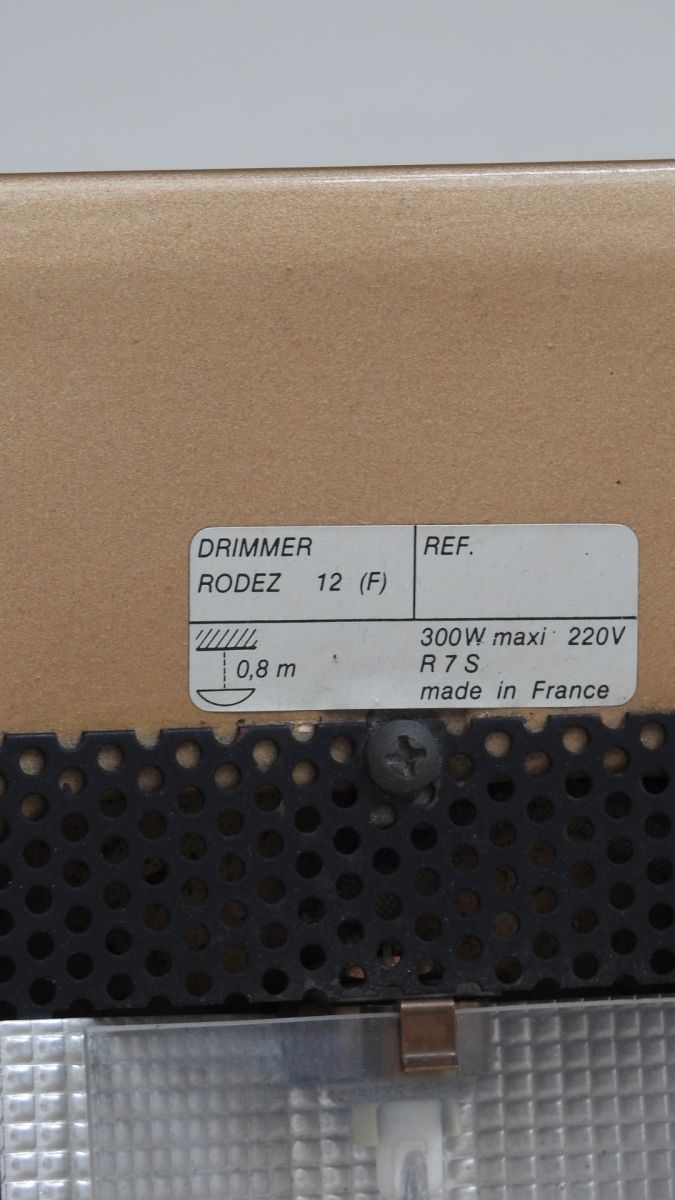 DRIMMER
RODEZ 12 (F)
REF.
0,8 m
300W maxi 220V
R 7 S
made in France